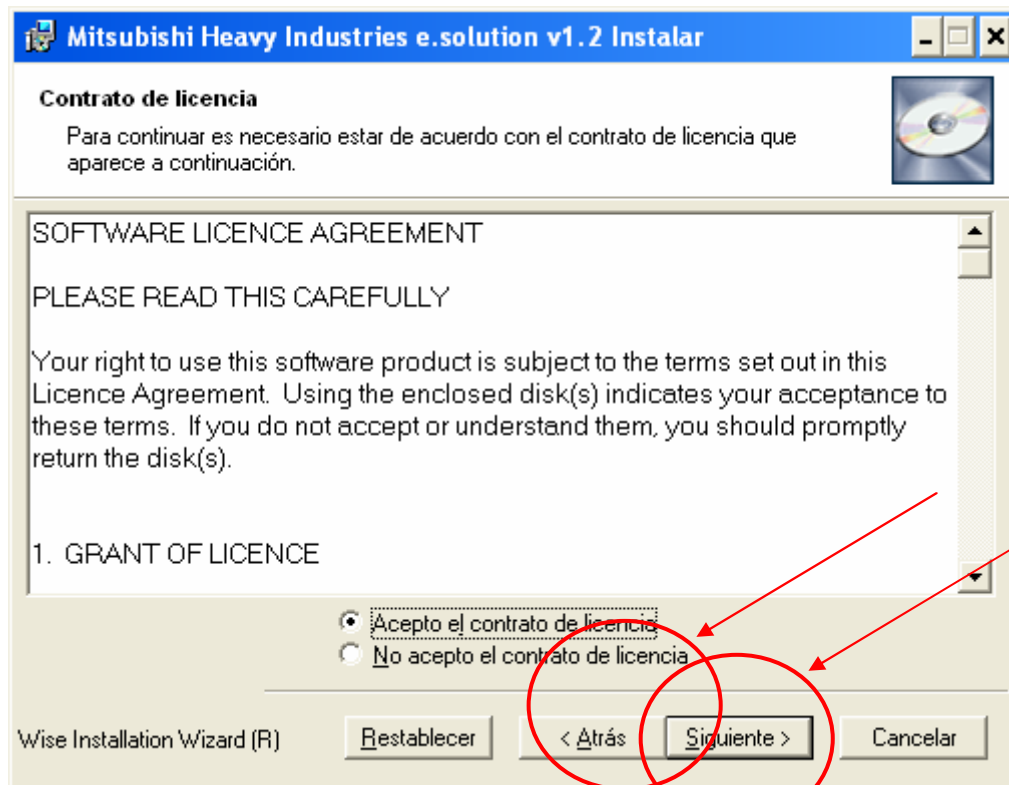 Mitsubishi Heavy Industries e.solution v1.2 Instalar
Contrato de licencia
Para continuar es necesario estar de acuerdo con el contrato de licencia que
aparece a continuación.
SOFTWARE LICENCE AGREEMENT
PLEASE READ THIS CAREFULLY
Your right to use this software product is subject to the terms set out in this
Licence Agreement. Using the enclosed disk(s) indicates your acceptance to
these terms. If you do not accept or understand them, you should promptly
return the disk(s).
1. GRANT OF LICENCE
Acepto el contrato de licencia
No acepto el contrato de licencia
Wise Installation Wizard (R)
Restablecer
< Atrás
Siguiente >
Cancelar